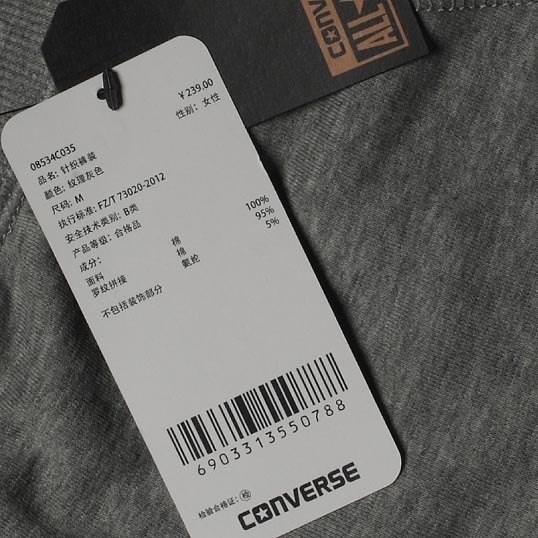 CONV
ALL★
¥239.00
性别：女性
08534C035
品名：针织裤装
颜色：纹理灰色
尺码：M
执行标准：FZ/T 73020-2012
安全技术类别：B类
产品等级：合格品
成分：
面料 棉 100%
罗纹拼接 棉 95%
氨纶 5%
不包括装饰部分
6903313550788
检验合格证：检
CONVERSE